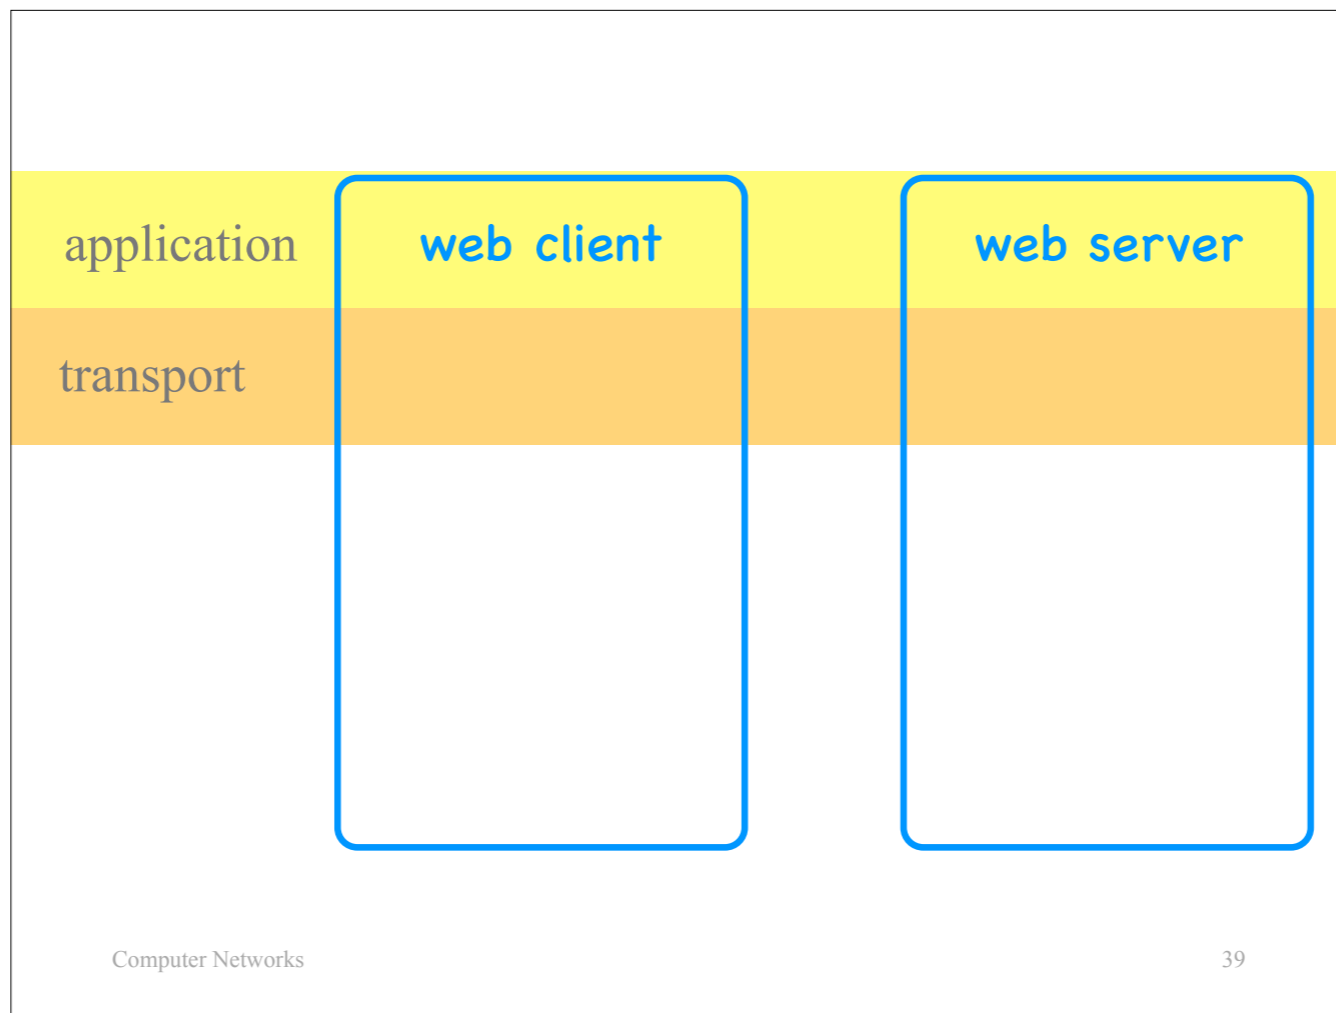 application web client web server
transport
Computer Networks 39